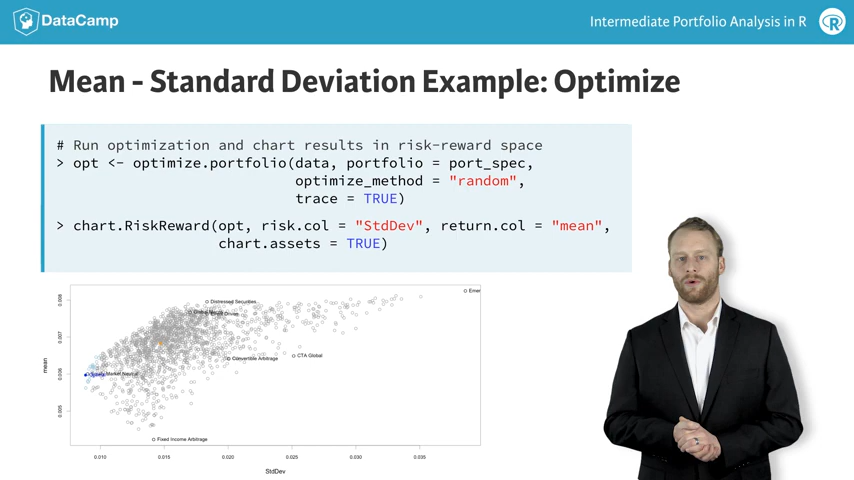 DataCamp
Intermediate Portfolio Analysis in R
R
Mean - Standard Deviation Example: Optimize
# Run optimization and chart results in risk-reward space
> opt <- optimize.portfolio(data, portfolio = port_spec,
optimize_method = "random",
trace = TRUE)
> chart.RiskReward(opt, risk.col = "StdDev", return.col = "mean",
chart.assets = TRUE)
Emer
0.008
Distressed Securities
0.007
CTA Global
Convertible Arbitrage
mean
0.006
Market Neutral
0.005
Fixed Income Arbitrage
0.010
0.015
0.020
0.025
0.030
0.035
StdDev